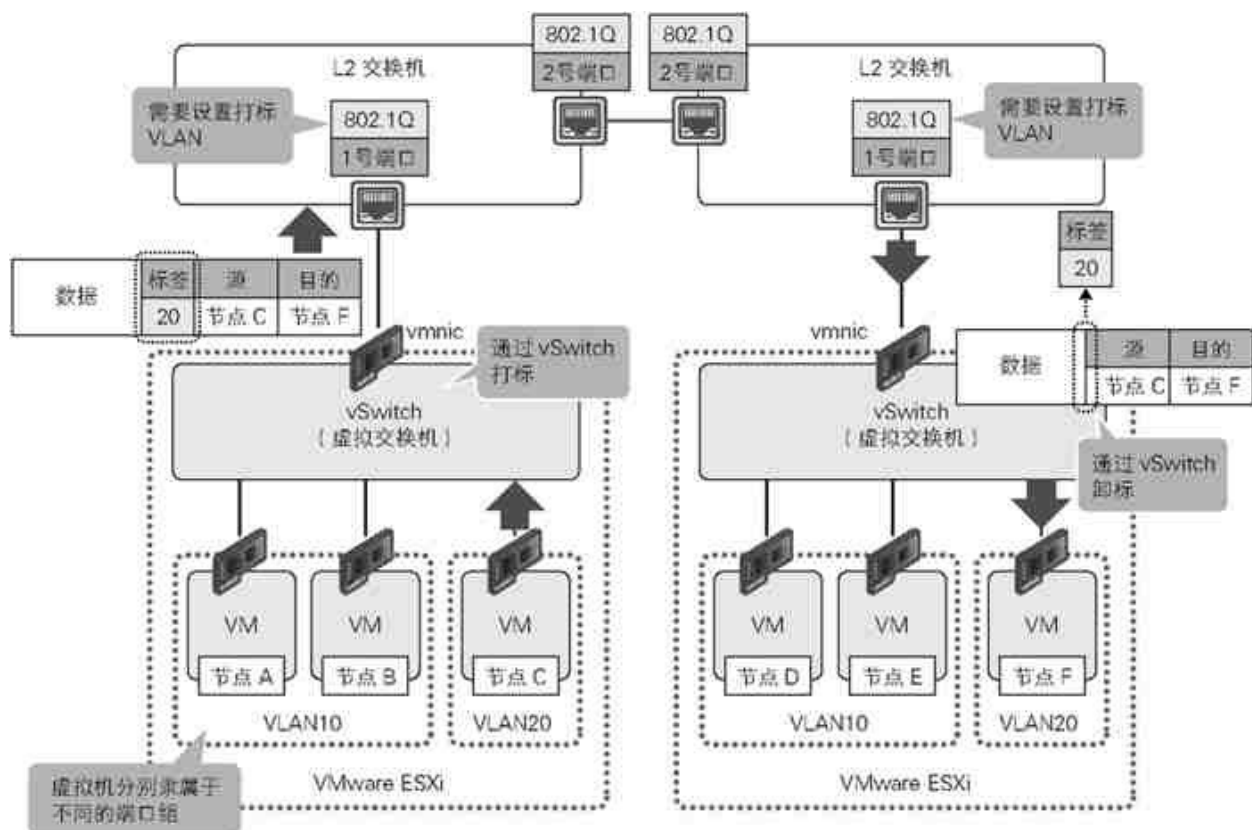 802.1Q
2号端口
802.1Q
2号端口
L2 交换机
L2 交换机
需要设置打标
VLAN
802.1Q
1号端口
802.1Q
1号端口
需要设置打标
VLAN
标签
20
数据
标签
源
目的
20
节点 C
节点 F
vmnic
通过 vSwitch
打标
vSwitch
（虚拟交换机）
vmnic
数据
源
目的
节点 C
节点 F
vSwitch
（虚拟交换机）
通过 vSwitch
卸标
VM
VM
VM
节点 A
节点 B
节点 C
VLAN10
VLAN20
VMware ESXi
虚拟机分别隶属于
不同的端口组
VM
VM
VM
节点 D
节点 E
节点 F
VLAN10
VLAN20
VMware ESXi